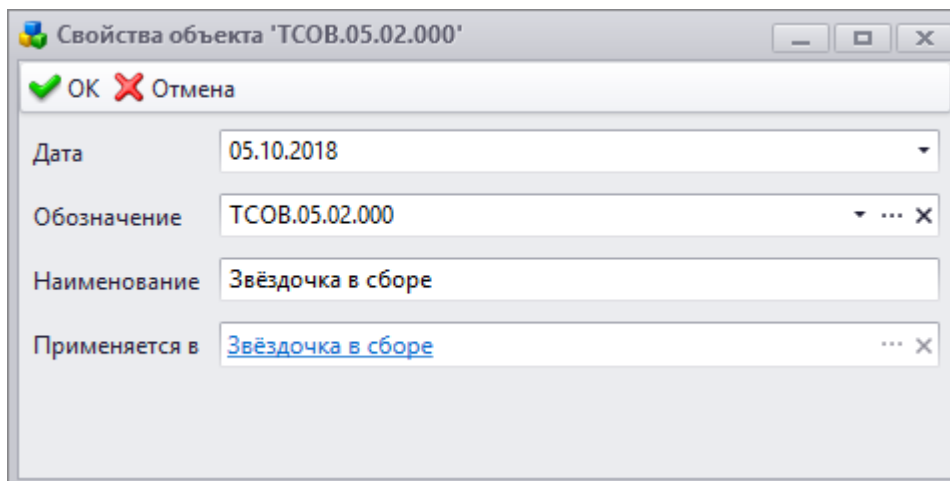 Свойства объекта 'ТСОВ.05.02.000'
ОК Отмена
Дата 05.10.2018
Обозначение ТСОВ.05.02.000
Наименование Звёздочка в сборе
Применяется в Звёздочка в сборе